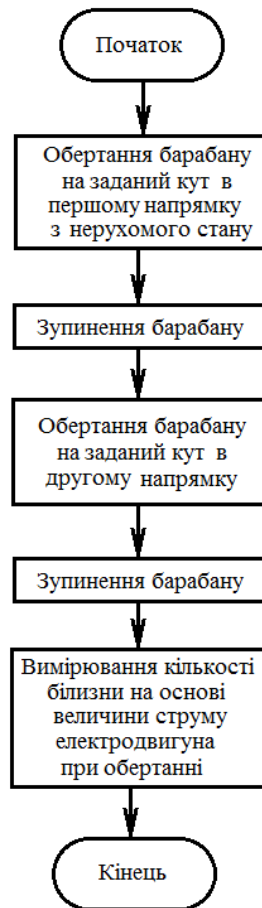 Початок
Обертання барабану
на заданий кут в
першому напрямку
з нерухомого стану
Зупинення барабану
Обертання барабану
на заданий кут в
другому напрямку
Зупинення барабану
Вимірювання кількості
білизни на основі
величини струму
електродвигуна
при обертанні
Кінець